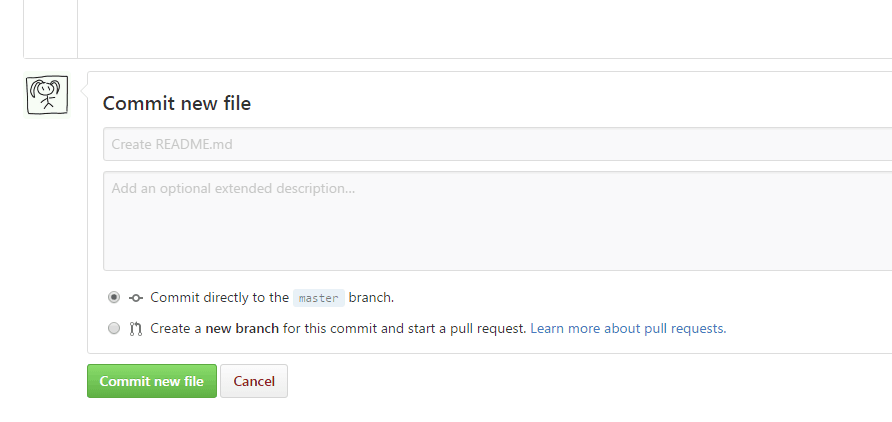 Commit new file
Create README.md
Add an optional extended description...
Commit directly to the master branch.
Create a new branch for this commit and start a pull request. Learn more about pull requests.
Commit new file Cancel